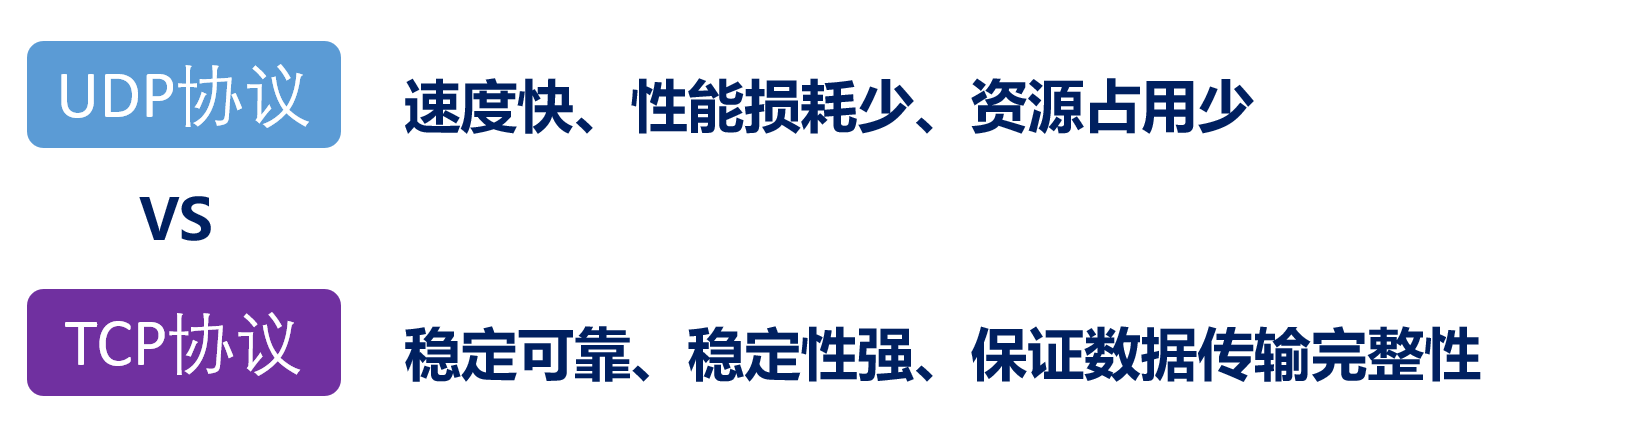 UDP协议
速度快、性能损耗少、资源占用少
VS
TCP协议
稳定可靠、稳定性强、保证数据传输完整性